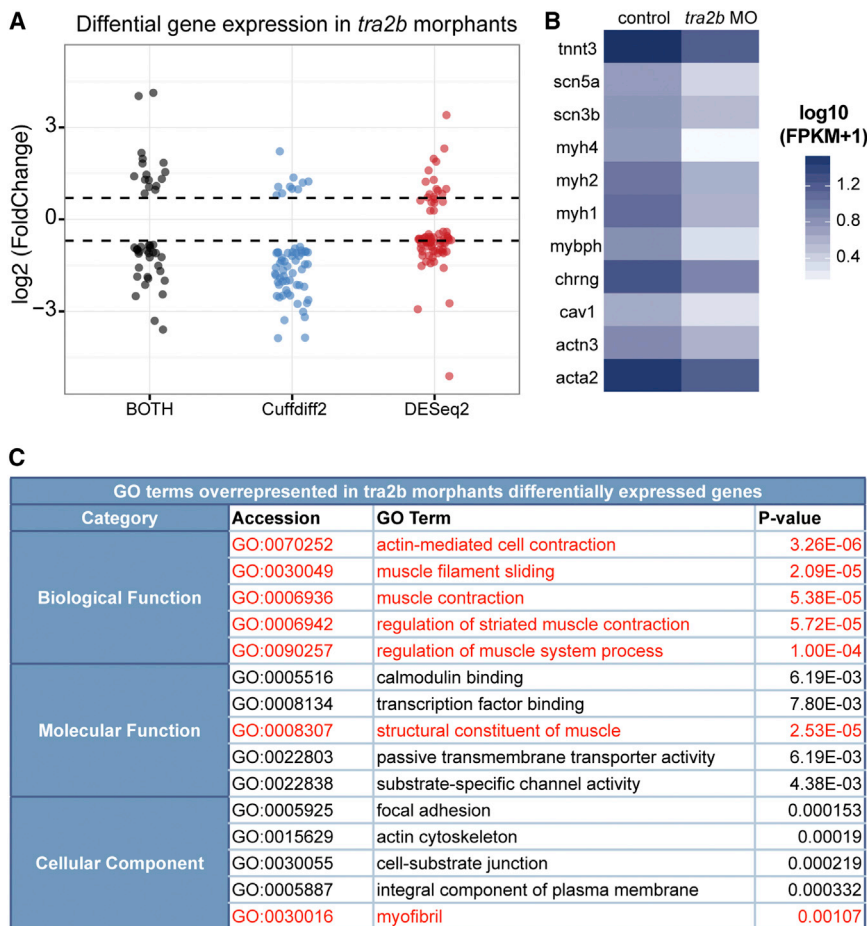 A
Diffential gene expression in tra2b morphants
log2 (FoldChange)
3
0
−3
BOTH
Cuffdiff2
DESeq2
B
control
tra2b MO
tnnt3
scn5a
scn3b
myh4
myh2
myh1
mybph
chrng
cav1
actn3
acta2
log10
(FPKM+1)
1.2
0.8
0.4
C
GO terms overrepresented in tra2b morphants differentially expressed genes
Category Accession GO Term P-value
Biological Function
GO:0070252 actin-mediated cell contraction 3.26E-06
GO:0030049 muscle filament sliding 2.09E-05
GO:0006936 muscle contraction 5.38E-05
GO:0006942 regulation of striated muscle contraction 5.72E-05
GO:0090257 regulation of muscle system process 1.00E-04
Molecular Function
GO:0005516 calmodulin binding 6.19E-03
GO:0008134 transcription factor binding 7.80E-03
GO:0008307 structural constituent of muscle 2.53E-05
GO:0022803 passive transmembrane transporter activity 6.19E-03
GO:0022838 substrate-specific channel activity 4.38E-03
Cellular Component
GO:0005925 focal adhesion 0.000153
GO:0015629 actin cytoskeleton 0.00019
GO:0030055 cell-substrate junction 0.000219
GO:0005887 integral component of plasma membrane 0.000332
GO:0030016 myofibril 0.00107